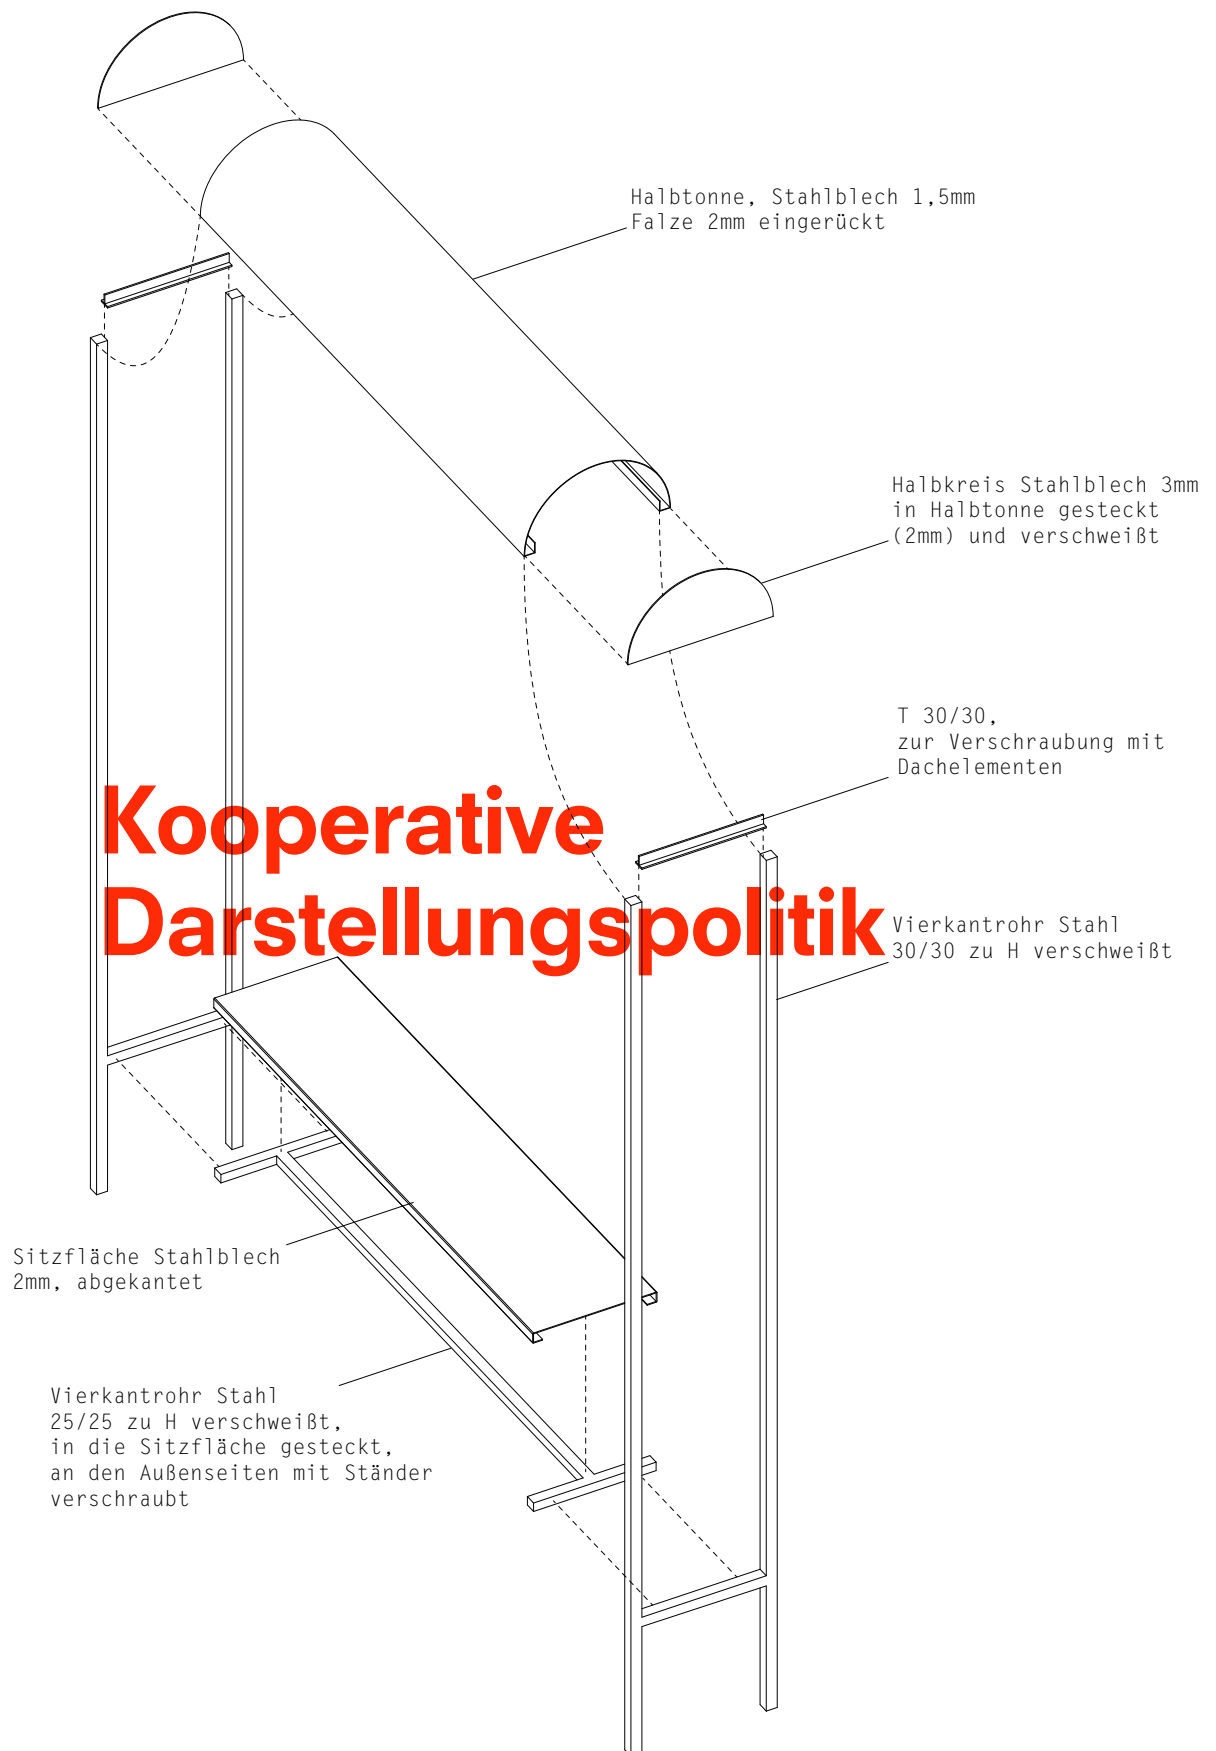 Halbtonne, Stahlblech 1,5mm
Falze 2mm eingerückt
Halbkreis Stahlblech 3mm
in Halbtonne gesteckt
(2mm) und verschweißt
T 30/30,
zur Verschraubung mit
Dachelementen
Kooperative
Darstellungspolitik
Vierkantrohr Stahl
30/30 zu H verschweißt
Sitzfläche Stahlblech
2mm, abgekantet
Vierkantrohr Stahl
25/25 zu H verschweißt,
in die Sitzfläche gesteckt,
an den Außenseiten mit Ständer
verschraubt